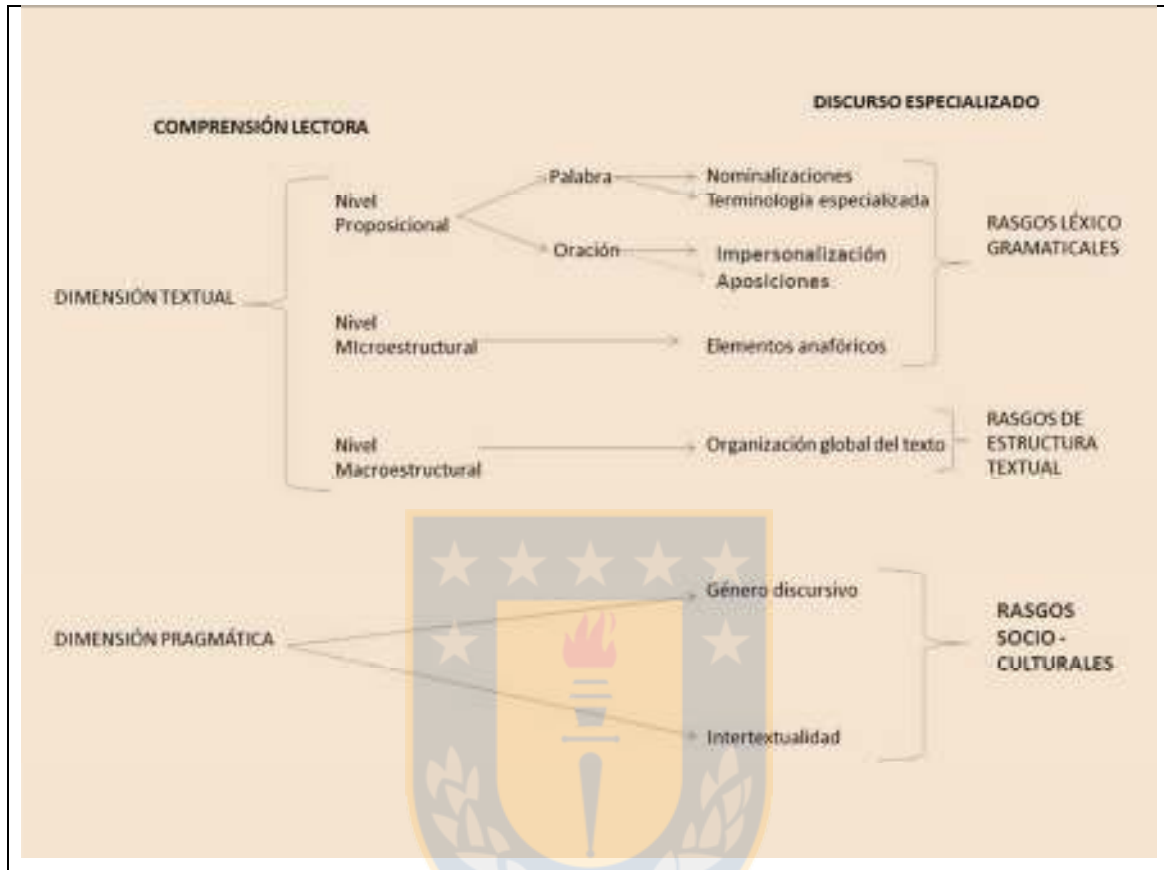 DISCURSO ESPECIALIZADO
COMPRENSIÓN LECTORA
Palabra
Nominalizaciones
Terminología especializada
Nivel
Proposicional
RASGOS LÉXICO
GRAMATICALES
Oración
Impersonalización
Aposiciones
DIMENSIÓN TEXTUAL
Nivel
MIcroestructural
Elementos anafóricos
Nivel
Macroestructural
Organización global del texto
RASGOS DE
ESTRUCTURA
TEXTUAL
Género discursivo
DIMENSIÓN PRAGMÁTICA
RASGOS
SOCIO -
CULTURALES
Intertextualidad